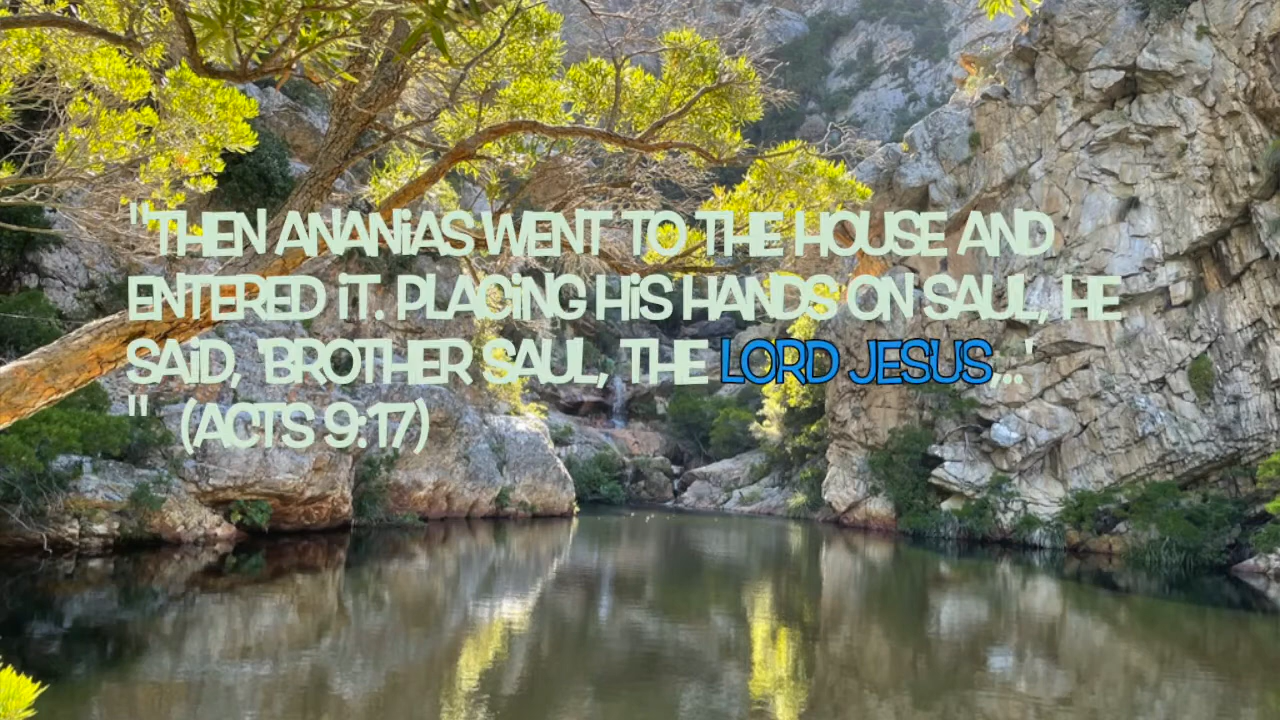 "THEN ANANiAS WENT TO THE HOUSE AND
ENTERED iT. PLACiNG HiS HANDS ON SAUL, HE
SAiD, 'BROTHER SAUL, THE LORD JESUS,..'
" (ACTS 9:17)